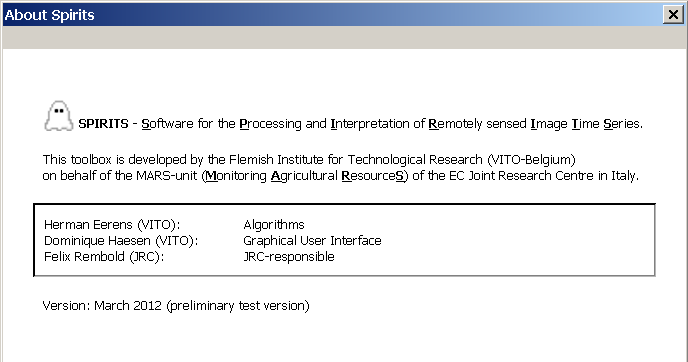 About Spirits
SPIRITS - Software for the Processing and Interpretation of Remotely sensed Image Time Series.
This toolbox is developed by the Flemish Institute for Technological Research (VITO-Belgium)
on behalf of the MARS-unit (Monitoring Agricultural ResourceS) of the EC Joint Research Centre in Italy.
Herman Eerens (VITO): Algorithms
Dominique Haesen (VITO): Graphical User Interface
Felix Rembold (JRC): JRC-responsible
Version: March 2012 (preliminary test version)